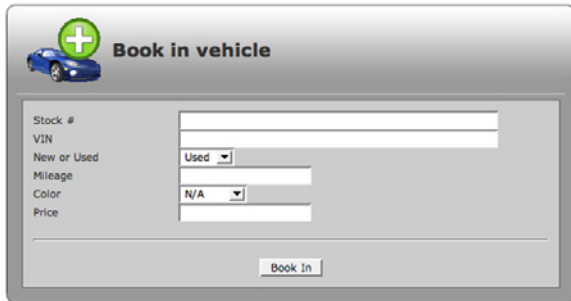 Book in vehicle
Stock #
VIN
New or Used Used
Mileage
Color N/A
Price
Book In